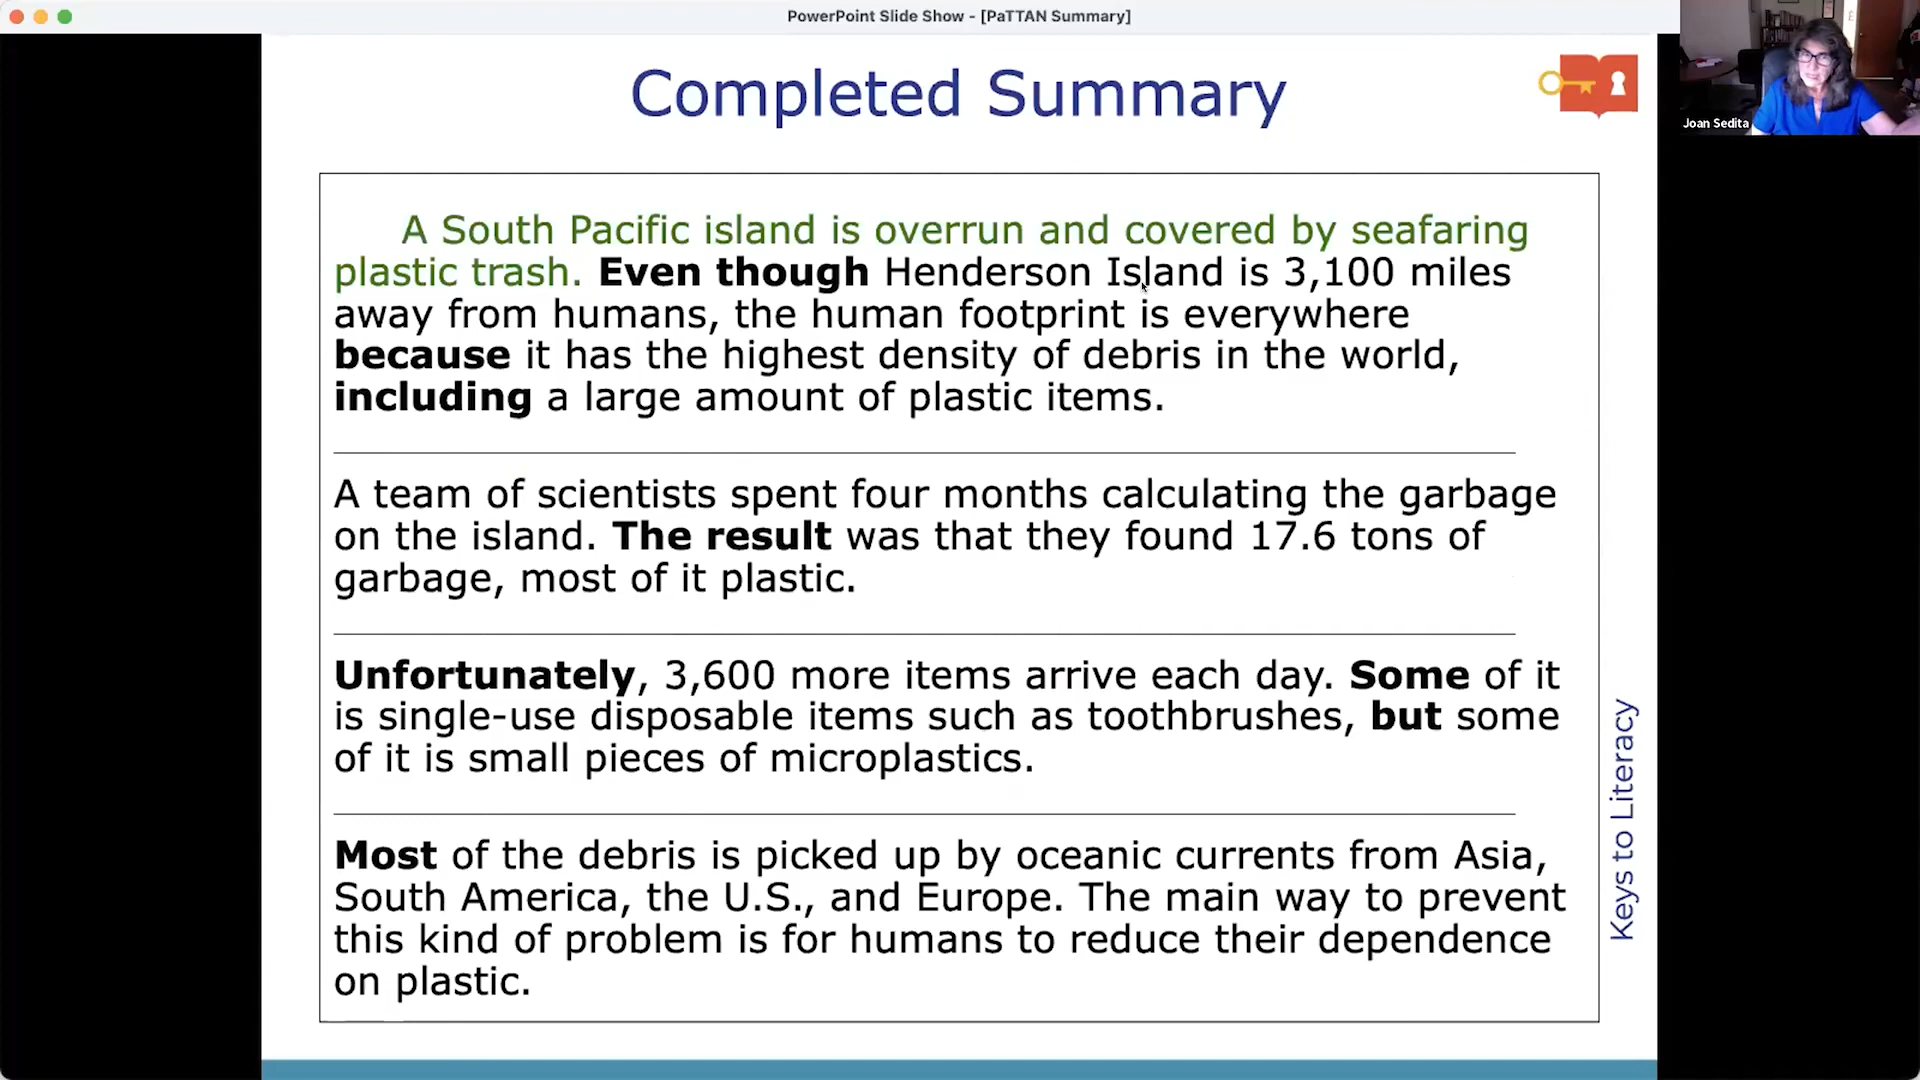 PowerPoint Slide Show - [PaTTAN Summary]
Joan Sedita
Completed Summary
A South Pacific island is overrun and covered by seafaring
plastic trash. Even though Henderson Island is 3,100 miles
away from humans, the human footprint is everywhere
because it has the highest density of debris in the world,
including a large amount of plastic items.
A team of scientists spent four months calculating the garbage
on the island. The result was that they found 17.6 tons of
garbage, most of it plastic.
Unfortunately, 3,600 more items arrive each day. Some of it
is single-use disposable items such as toothbrushes, but some
of it is small pieces of microplastics.
Most of the debris is picked up by oceanic currents from Asia,
South America, the U.S., and Europe. The main way to prevent
this kind of problem is for humans to reduce their dependence
on plastic.
Keys to Literacy